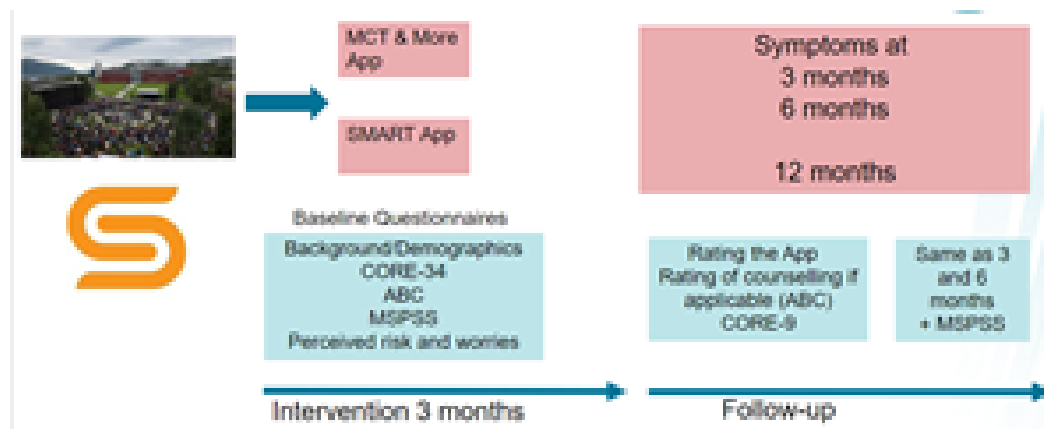 MCT & More
App
SMART App
Symptoms at
3 months
6 months
12 months
Baseline Questionnaires
Background/Demographics
CORE-34
ABC
MSPSS
Perceived risk and worries
Rating the App
Rating of counselling if
applicable (ABC)
CORE-9
Same as 3
and 6
months
+ MSPSS
Intervention 3 months
Follow-up